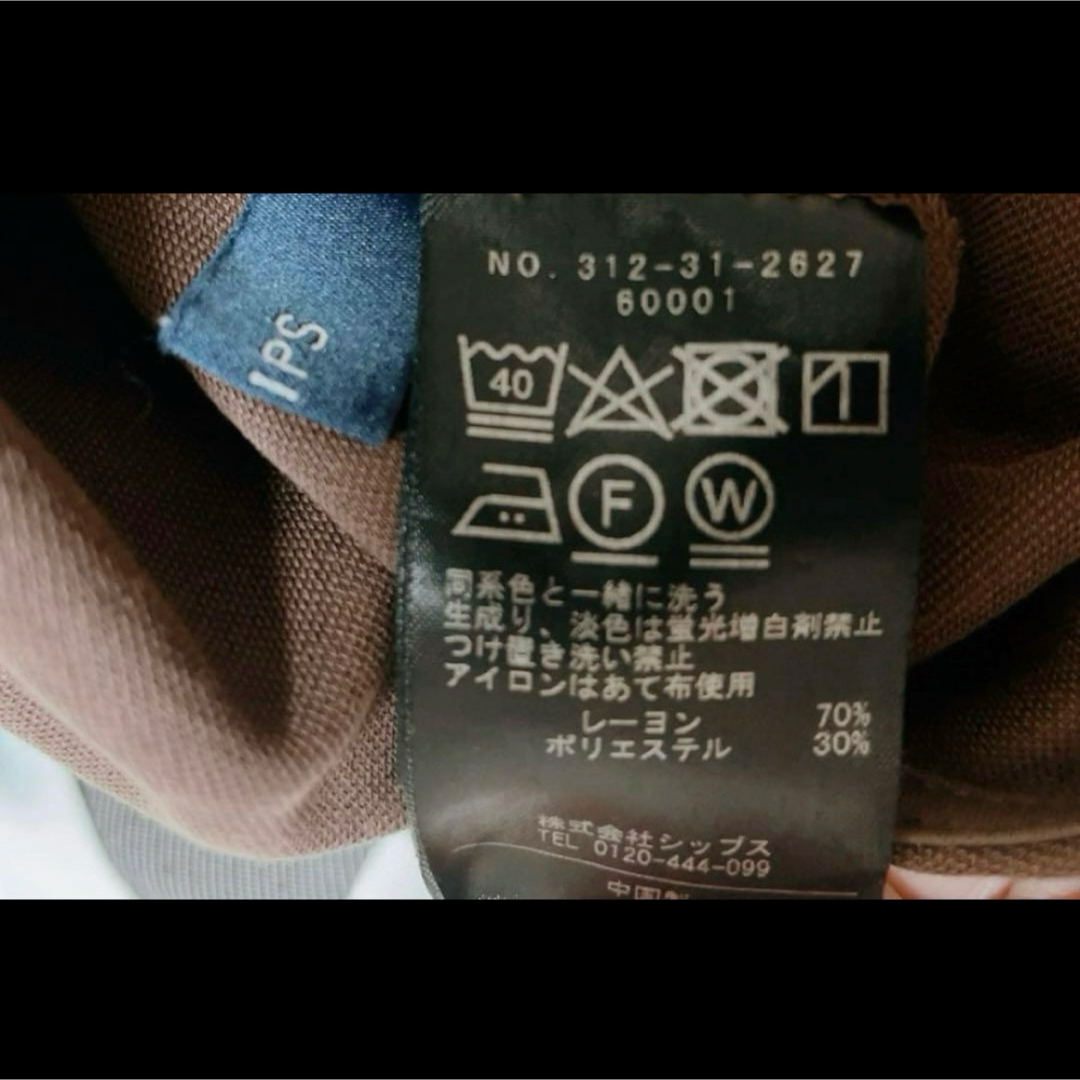 IPS
NO. 312-31-2627
60001
40
F
W
同系色と一緒に洗う
生成り、淡色は蛍光増白剤禁止
つけ置き洗い禁止
アイロンはあて布使用
レーヨン 70%
ポリエステル 30%
株式会社シップス
TEL 0120-444-099
中国製